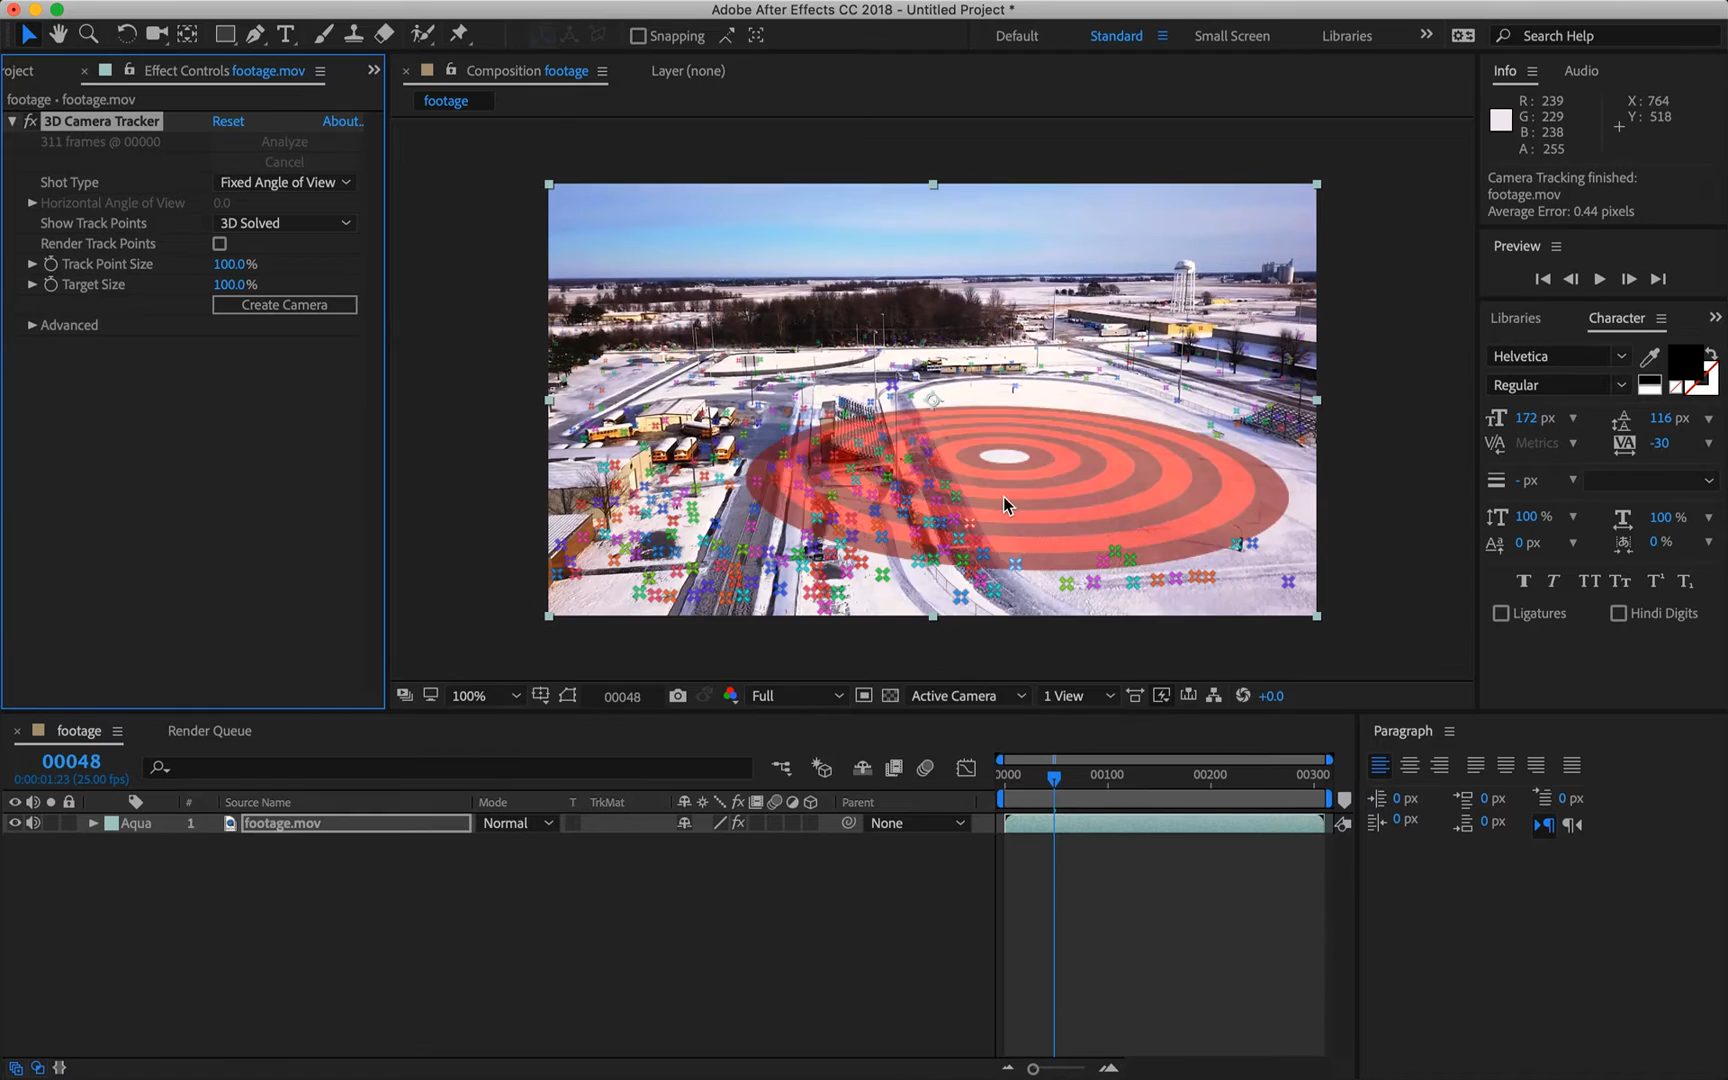 Adobe After Effects CC 2018 - Untitled Project *
Snapping
Default
Standard
Small Screen
Libraries
Search Help
roject
Effect Controls footage.mov
Composition footage
Layer (none)
footage
Info
Audio
footage • footage.mov
3D Camera Tracker
Reset
About..
311 frames @ 00000
Analyze
Cancel
Shot Type
Fixed Angle of View
Horizontal Angle of View
0.0
Show Track Points
3D Solved
Render Track Points
Track Point Size
100.0%
Target Size
100.0%
Create Camera
Advanced
R: 239
G: 229
B: 238
A: 255
X: 764
Y: 518
Camera Tracking finished:
footage.mov
Average Error: 0.44 pixels
Preview
Libraries
Character
Helvetica
Regular
172 px
116 px
Metrics
-30
- px
100 %
100 %
0 px
0 %
Ligatures
Hindi Digits
100%
00048
Full
Active Camera
1 View
+0.0
footage
Render Queue
00048
0:00:01:23 (25.00 fps)
#
Source Name
Mode
T
TrkMat
Parent
Aqua
1
footage.mov
Normal
None
0000
00100
00200
00300
Paragraph
0 px
0 px
0 px
0 px
0 px